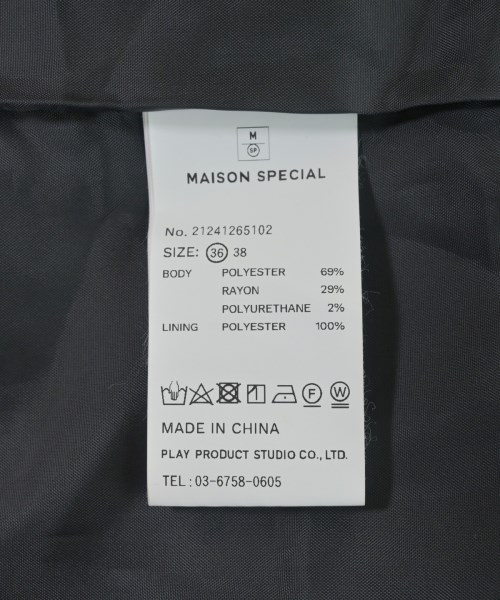 M
SP
MAISON SPECIAL
No. 21241265102
SIZE: 36 38
BODY POLYESTER 69%
RAYON 29%
POLYURETHANE 2%
LINING POLYESTER 100%
F W
MADE IN CHINA
PLAY PRODUCT STUDIO CO., LTD.
TEL : 03-6758-0605